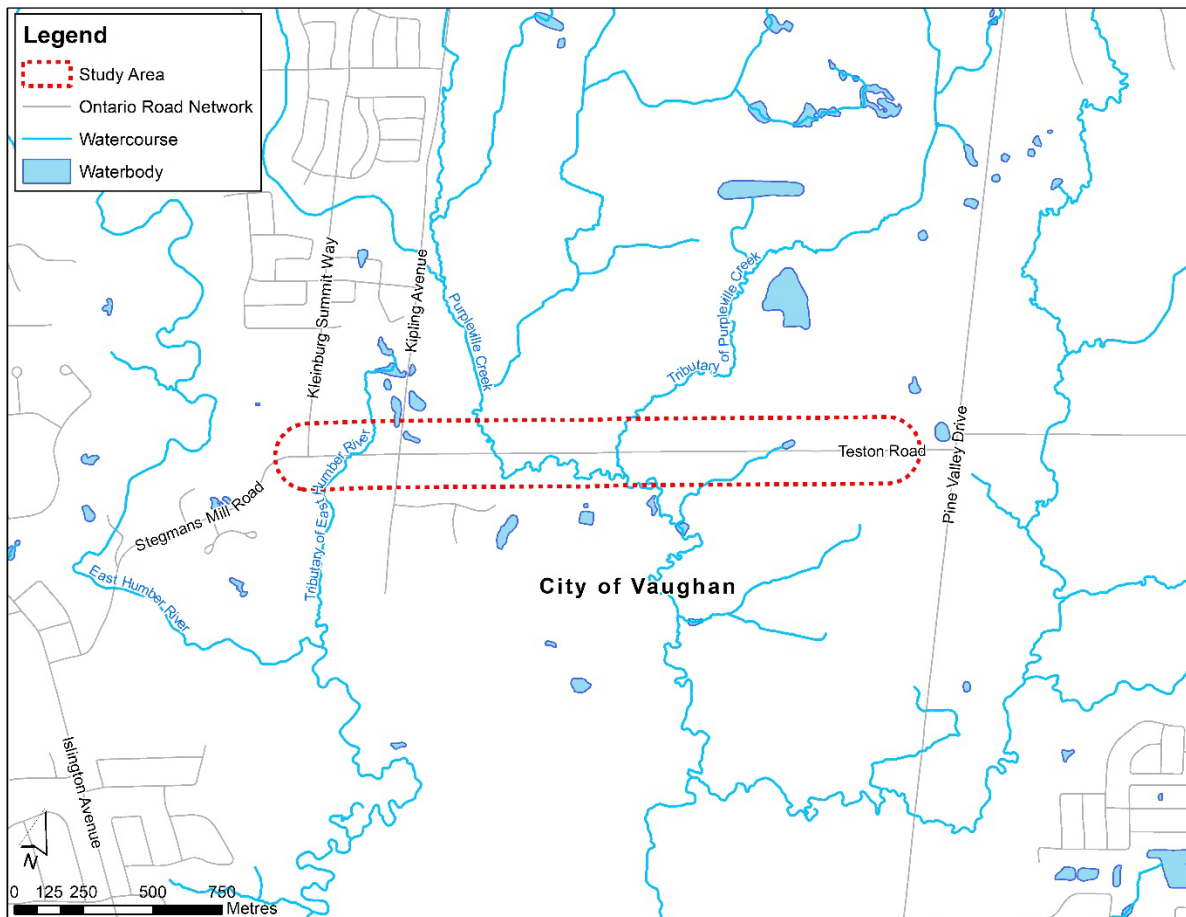 Legend
Study Area
Ontario Road Network
Watercourse
Waterbody
Kleinburg Summit Way
Kipling Avenue
Purpleville Creek
Tributary of Purpleville Creek
Tributary of East Humber River
Teston Road
Pine Valley Drive
Stegmans Mill Road
East Humber River
City of Vaughan
Islington Avenue
N
0 125 250 500 750
Metres